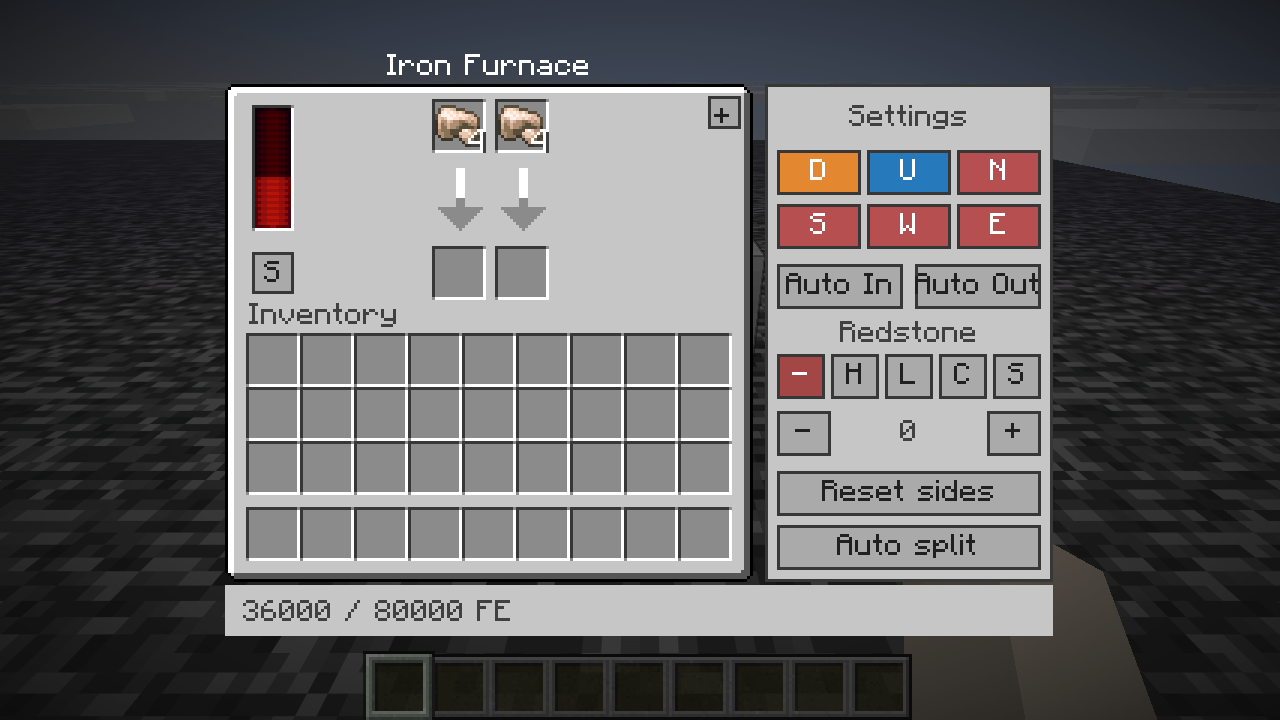 Iron Furnace
+
Settings
D U N
S W E
S
Auto In Auto Out
Inventory
Redstone
- H L C S
- 0 +
Reset sides
Auto split
36000 / 80000 FE